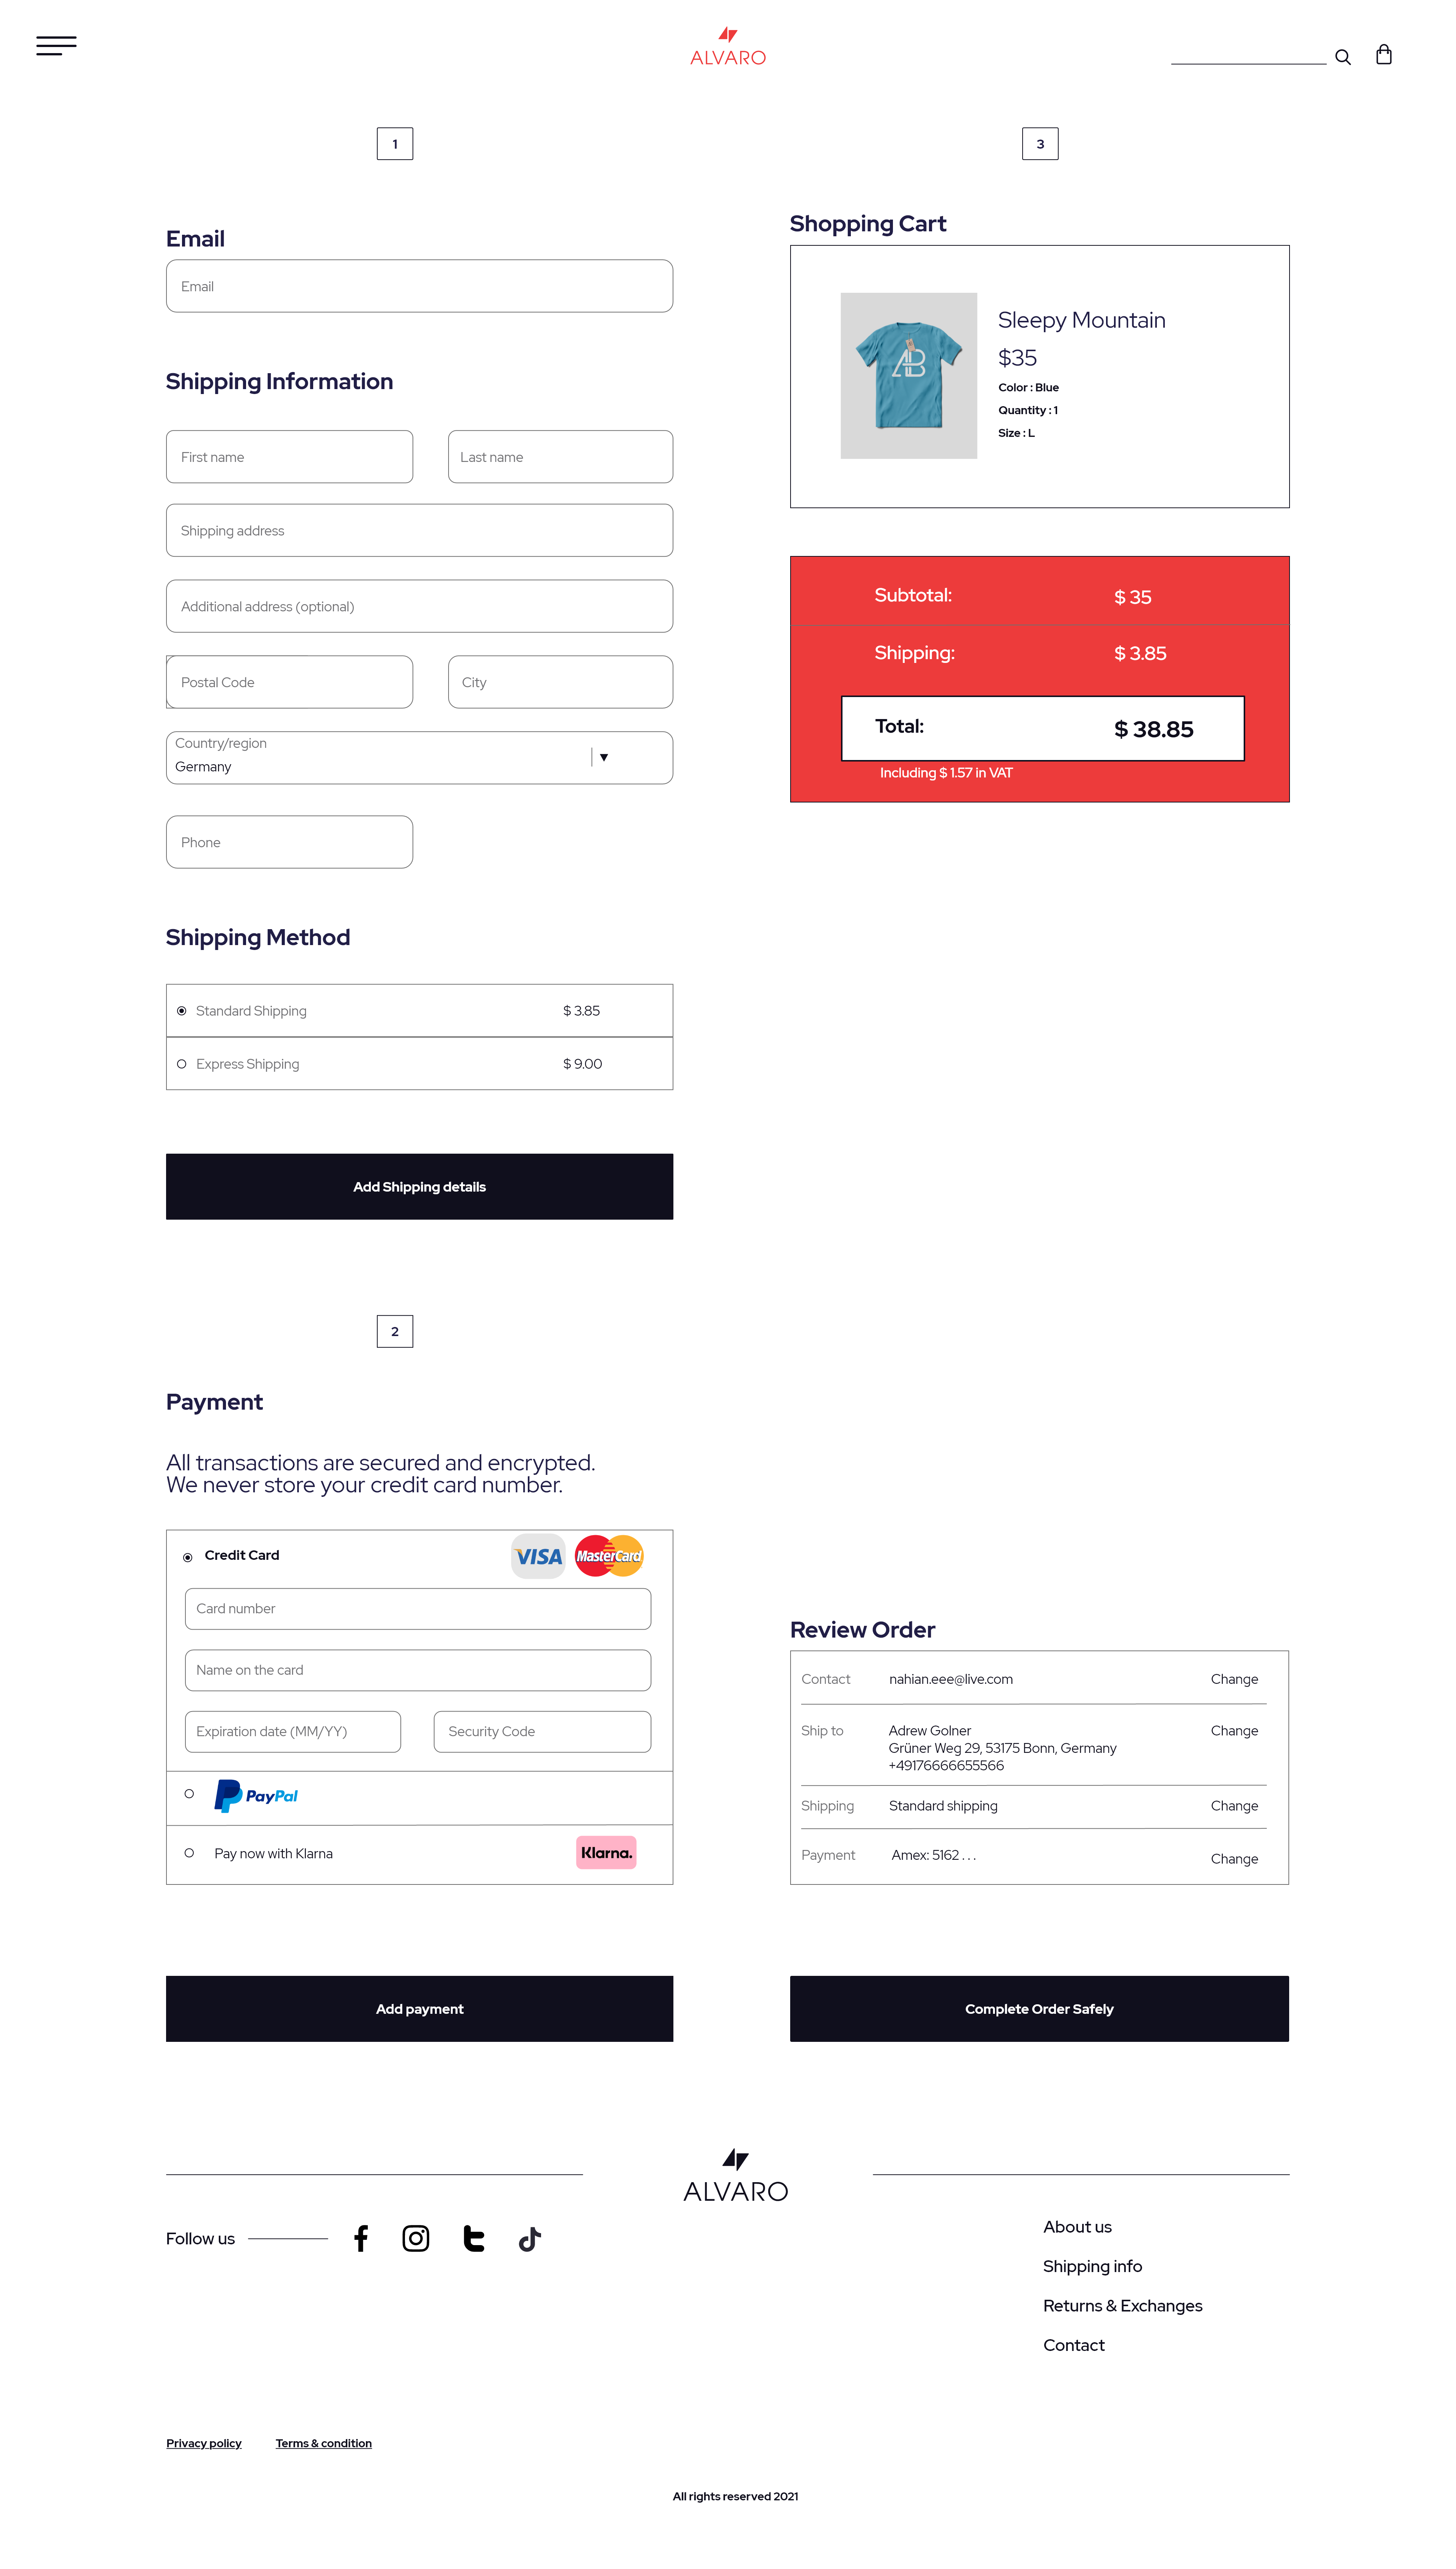 ALVARO
1
Email
Email
Shipping Information
First name
Last name
Shipping address
Additional address (optional)
Postal Code
City
Country/region
Germany
Phone
Shipping Method
Standard Shipping
$ 3.85
Express Shipping
$ 9.00
Add Shipping details
2
Payment
All transactions are secured and encrypted.
We never store your credit card number.
Credit Card
VISA
MasterCard
Card number
Name on the card
Expiration date (MM/YY)
Security Code
PayPal
Pay now with Klarna
Klarna.
Add payment
3
Shopping Cart
AB
Sleepy Mountain
$35
Color : Blue
Quantity : 1
Size : L
Subtotal:
$ 35
Shipping:
$ 3.85
Total:
$ 38.85
Including $ 1.57 in VAT
Review Order
Contact
nahian.eee@live.com
Change
Ship to
Adrew Golner
Change
Grüner Weg 29, 53175 Bonn, Germany
+49176666655566
Shipping
Standard shipping
Change
Payment
Amex: 5162 . . .
Change
Complete Order Safely
ALVARO
Follow us
About us
Shipping info
Returns & Exchanges
Contact
Privacy policy
Terms & condition
All rights reserved 2021